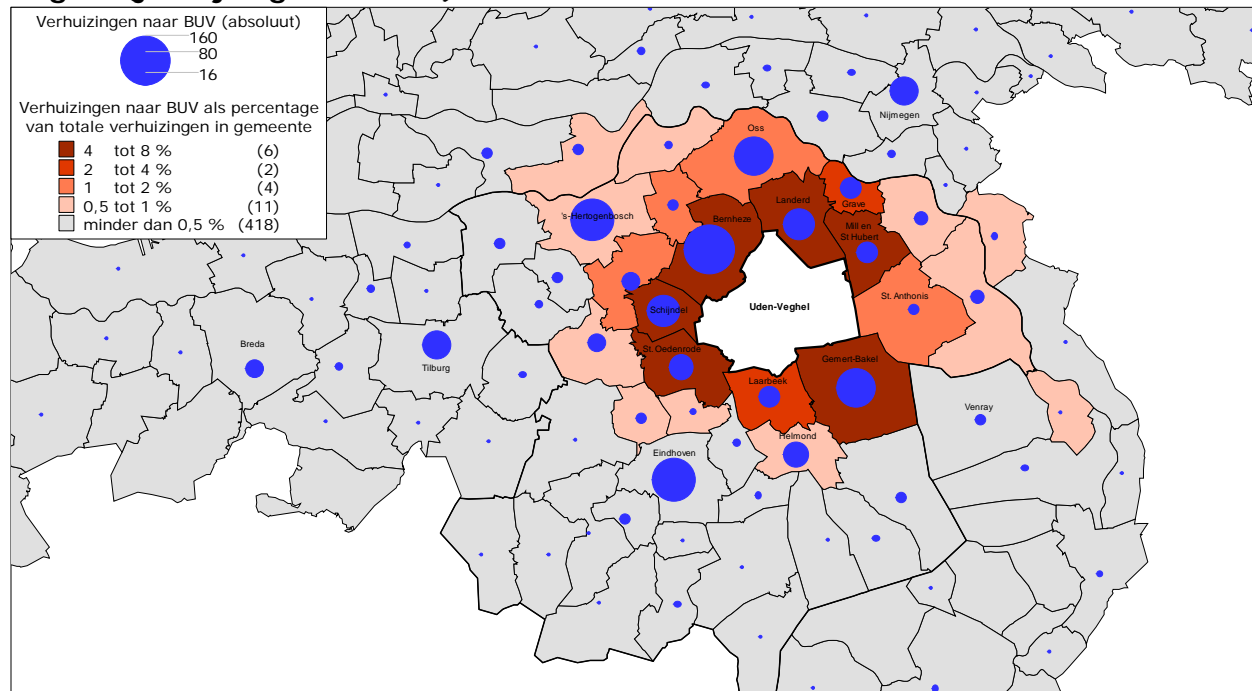 Verhuizingen naar BUV (absoluut)
160
80
16
Verhuizingen naar BUV als percentage
van totale verhuizingen in gemeente
4 tot 8 % (6)
2 tot 4 % (2)
1 tot 2 % (4)
0,5 tot 1 % (11)
minder dan 0,5 % (418)
Nijmegen
Oss
Landerd
Grave
's-Hertogenbosch
Bernheze
Mill en
St Hubert
St. Anthonis
Uden-Veghel
Schijndel
Breda
Tilburg
St. Oedenrode
Gemert-Bakel
Laarbeek
Venray
Helmond
Eindhoven